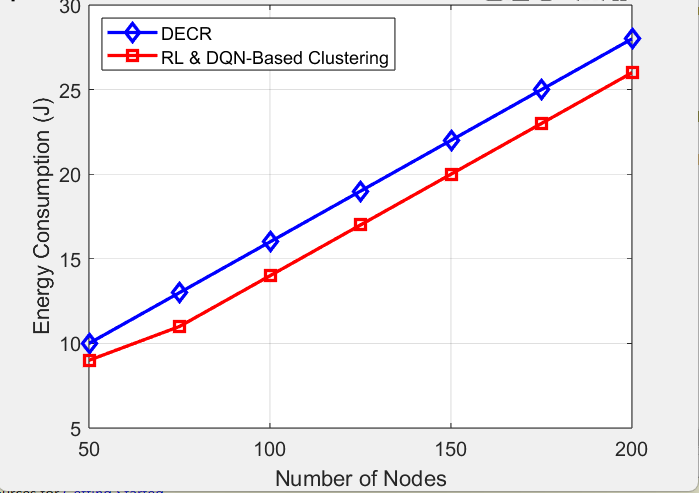 DECR
RL & DQN-Based Clustering
30
25
20
15
10
5
Energy Consumption (J)
50 100 150 200
Number of Nodes